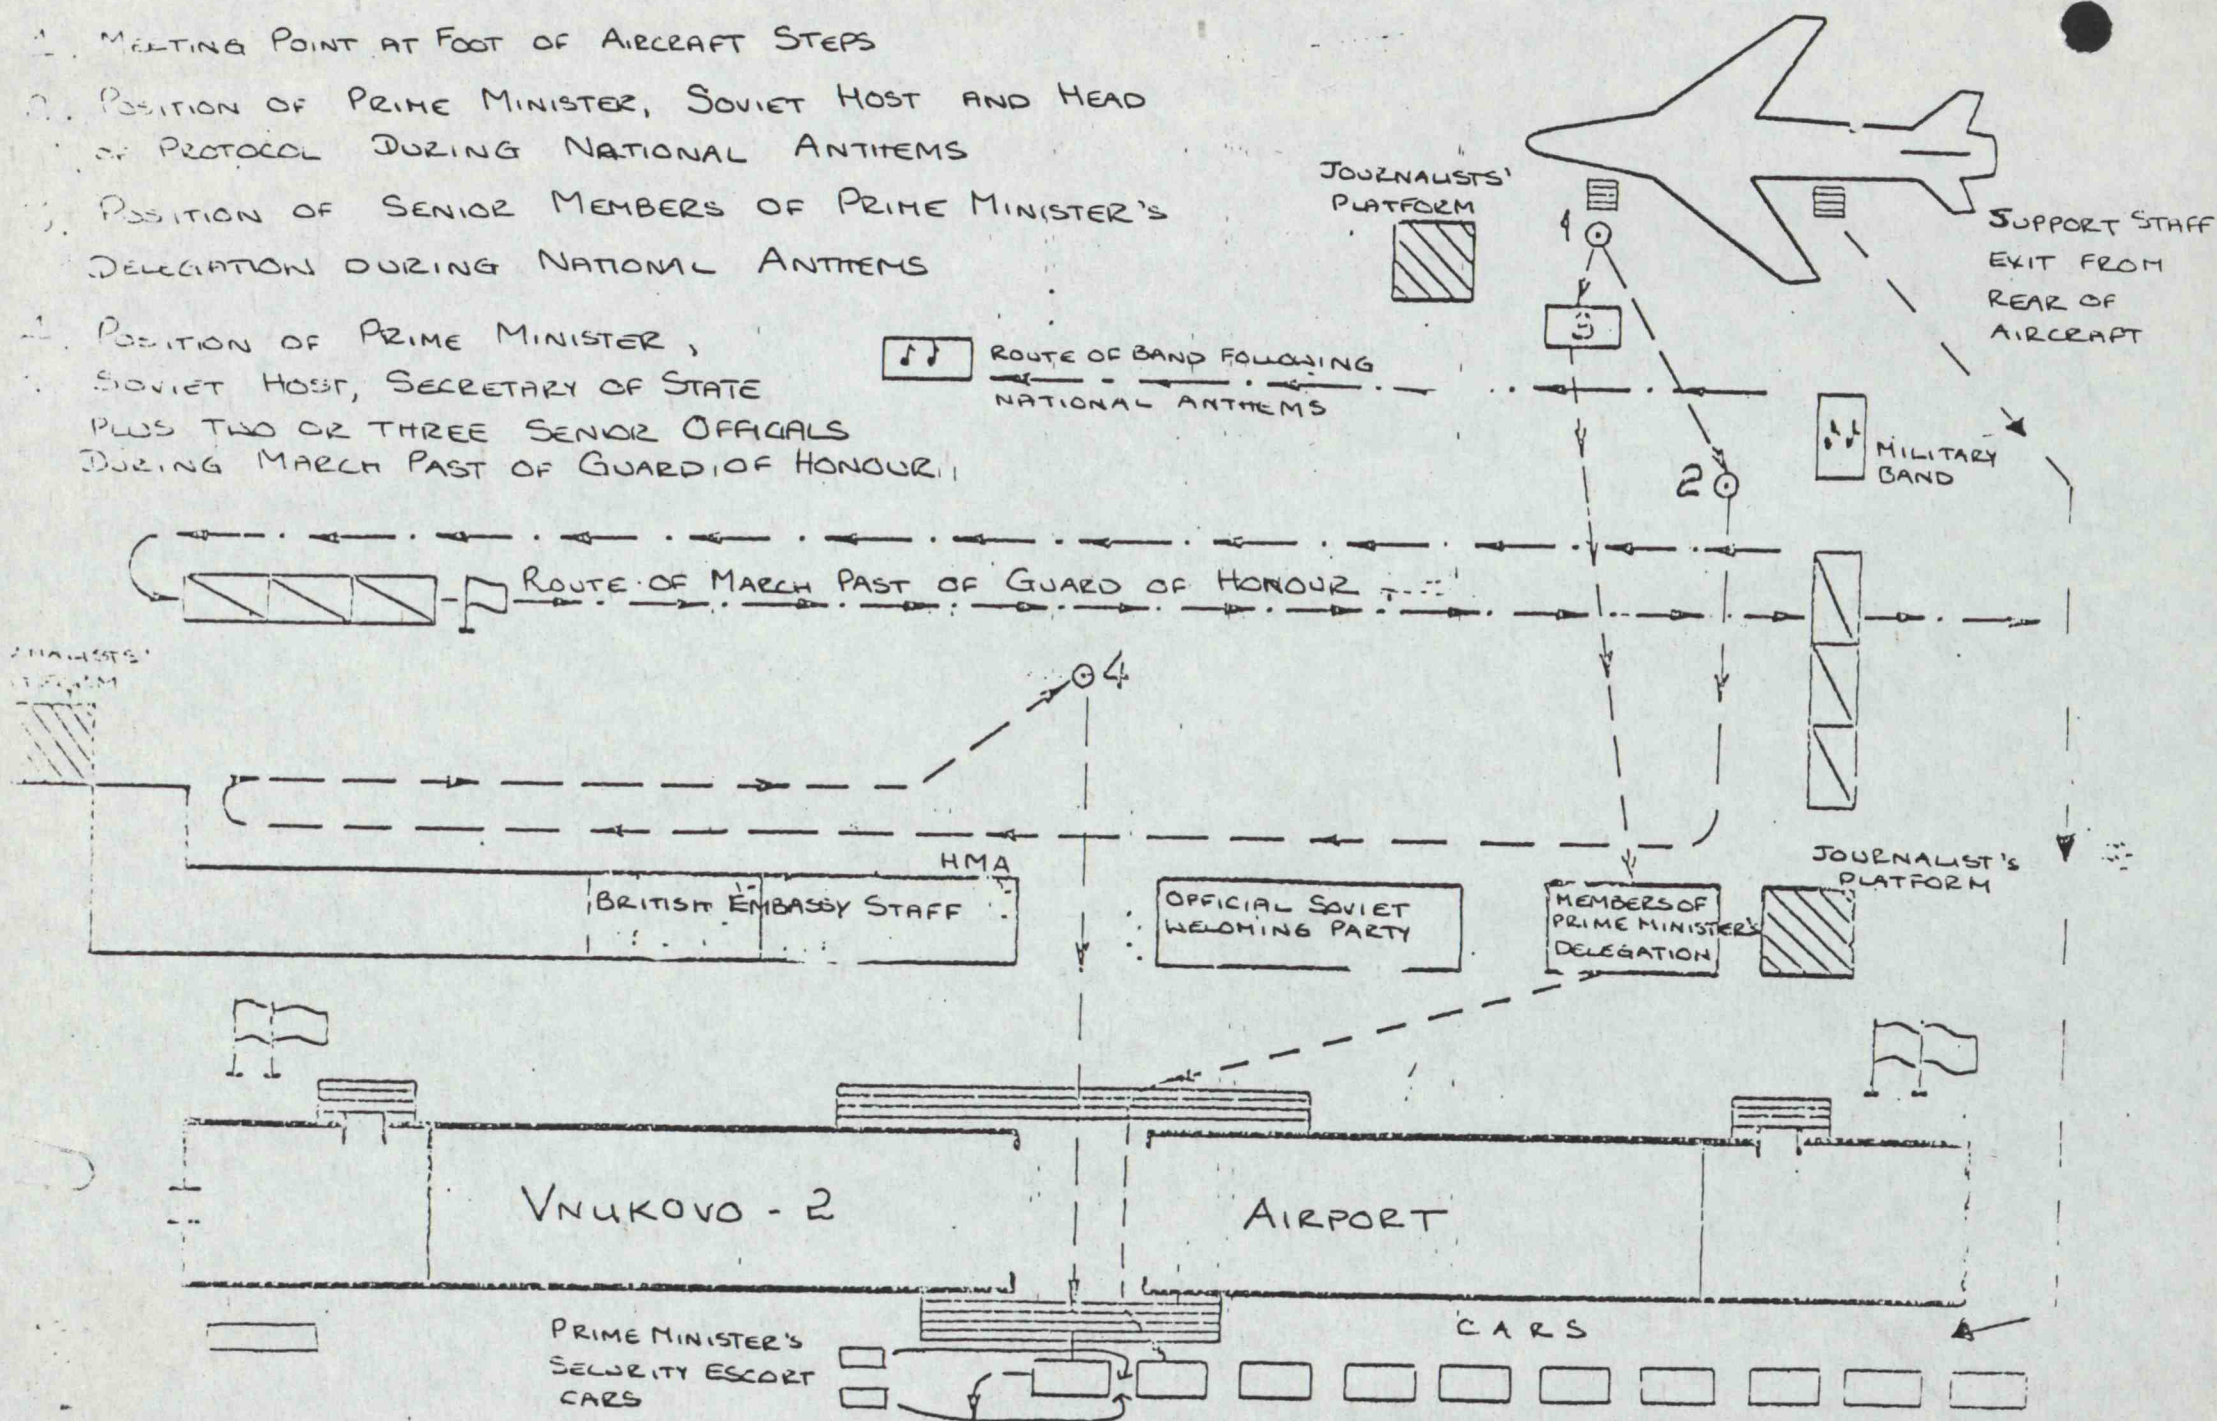 MEETING POINT AT FOOT OF AIRCRAFT STEPS
POSITION OF PRIME MINISTER, SOVIET HOST AND HEAD
OF PROTOCOL DURING NATIONAL ANTHEMS
POSITION OF SENIOR MEMBERS OF PRIME MINISTER'S
DELEGATION DURING NATIONAL ANTHEMS
POSITION OF PRIME MINISTER,
SOVIET HOST, SECRETARY OF STATE
PLUS TWO OR THREE SENIOR OFFICIALS
DURING MARCH PAST OF GUARD OF HONOUR
JOURNALISTS'
PLATFORM
1
3
SUPPORT STAFF
EXIT FROM
REAR OF
AIRCRAFT
ROUTE OF BAND FOLLOWING
NATIONAL ANTHEMS
2
MILITARY
BAND
ROUTE OF MARCH PAST OF GUARD OF HONOUR
4
HMA
BRITISH EMBASSY STAFF
OFFICIAL SOVIET
WELOMING PARTY
MEMBERS OF
PRIME MINISTER'S
DELEGATION
JOURNALIST'S
PLATFORM
VNUKOVO - 2 AIRPORT
CARS
PRIME MINISTER'S
SECURITY ESCORT
CARS